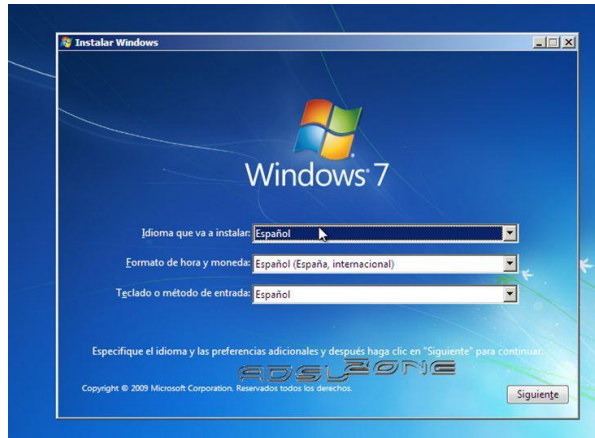 Instalar Windows
Windows 7
Idioma que va a instalar: Español
Formato de hora y moneda: Español (España, internacional)
Teclado o método de entrada: Español
Especifique el idioma y las preferencias adicionales y después haga clic en "Siguiente" para continuar.
ADSLZONE
Copyright © 2009 Microsoft Corporation. Reservados todos los derechos.
Siguiente